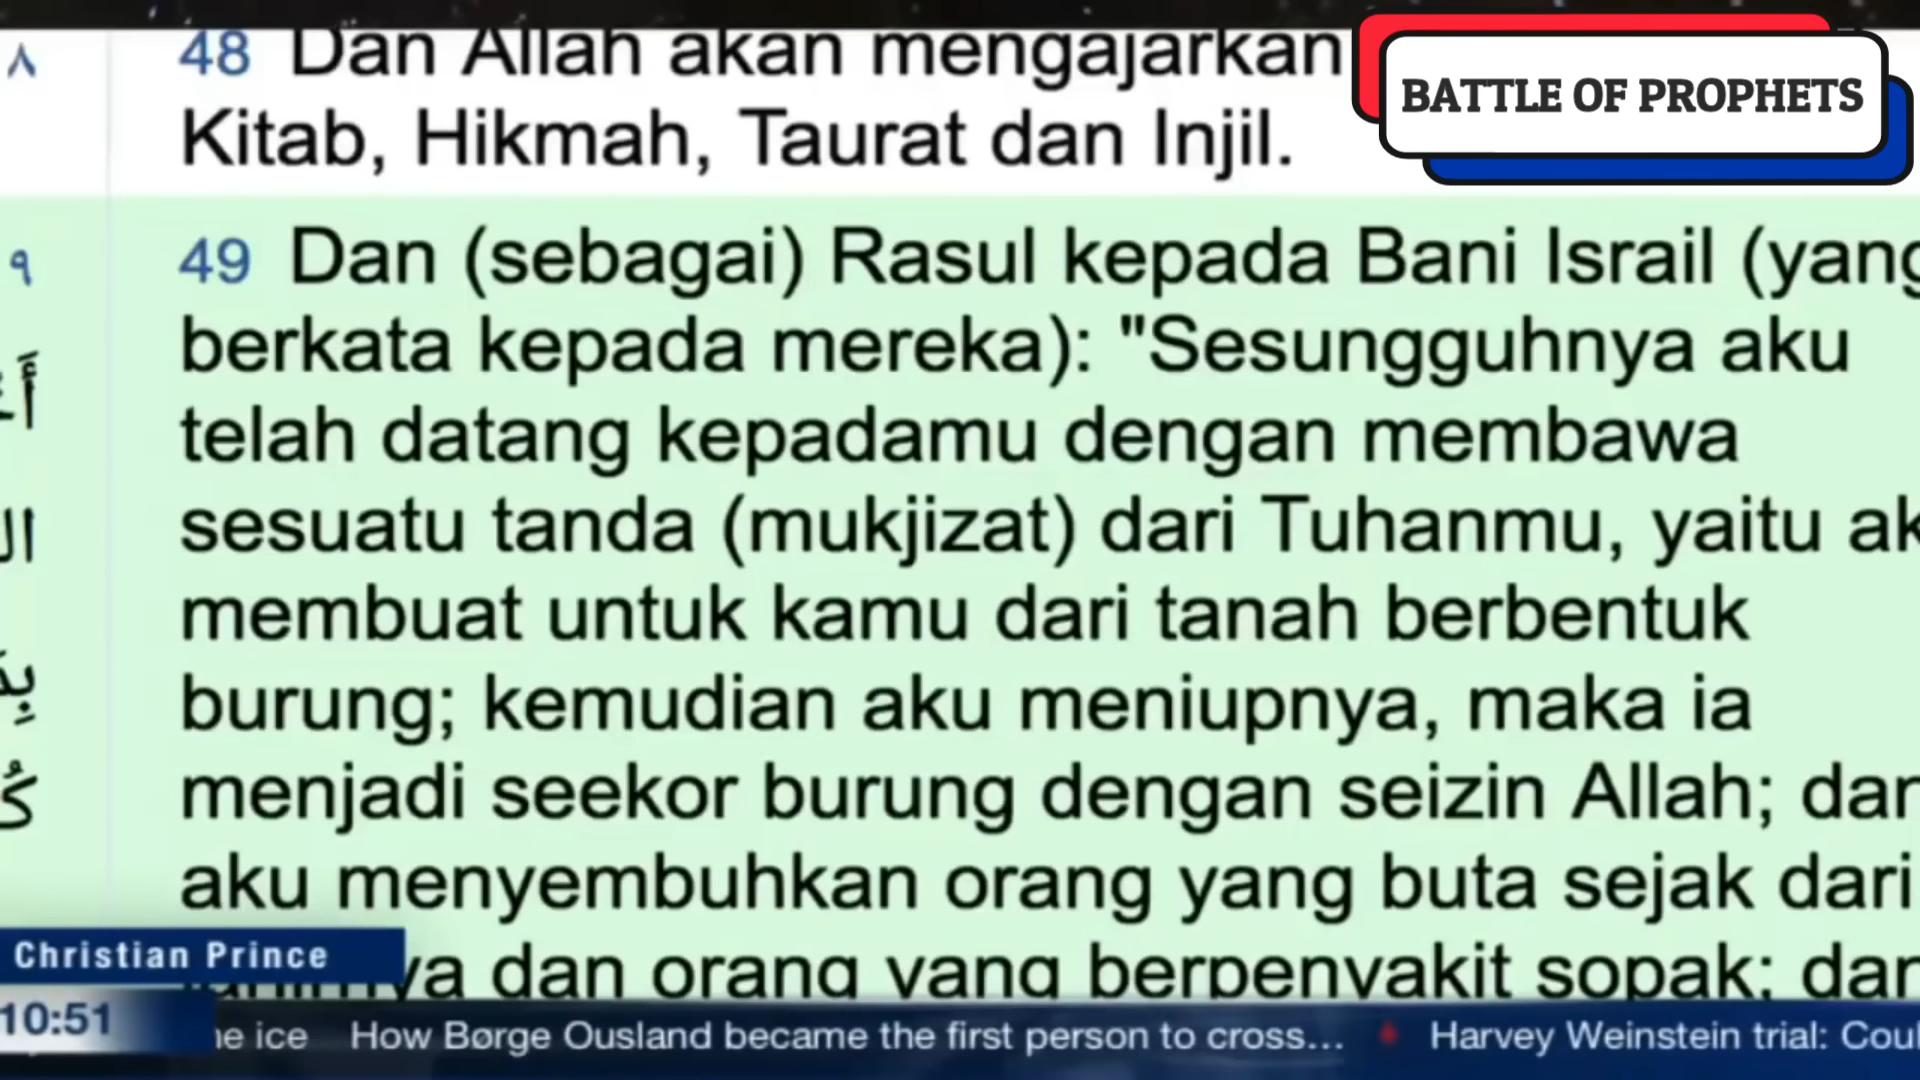 48 Dan Allah akan mengajarkan
BATTLE OF PROPHETS
Kitab, Hikmah, Taurat dan Injil.
49 Dan (sebagai) Rasul kepada Bani Israil (yang
berkata kepada mereka): "Sesungguhnya aku
telah datang kepadamu dengan membawa
sesuatu tanda (mukjizat) dari Tuhanmu, yaitu ak
membuat untuk kamu dari tanah berbentuk
burung; kemudian aku meniupnya, maka ia
menjadi seekor burung dengan seizin Allah; dan
aku menyembuhkan orang yang buta sejak dari
dan orang yang berpenyakit sopak; dan
Christian Prince
10:51
ne ice How Børge Ousland became the first person to cross... Harvey Weinstein trial: Coul